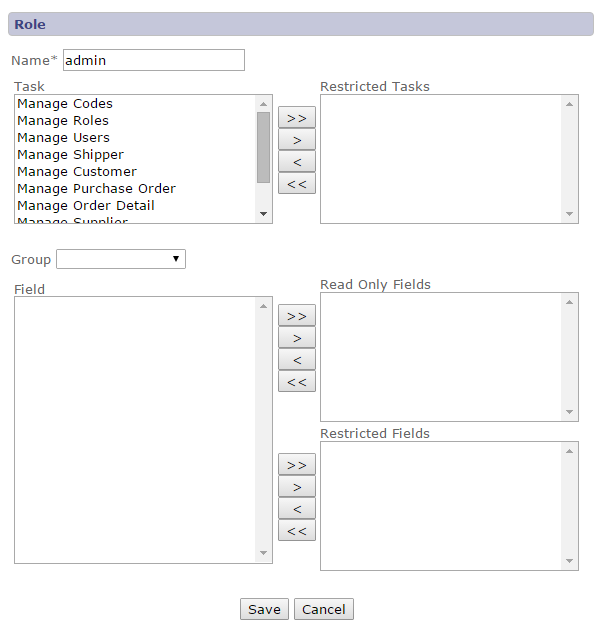 Role
Name* admin
Task
Restricted Tasks
Manage Codes
Manage Roles
Manage Users
Manage Shipper
Manage Customer
Manage Purchase Order
Manage Order Detail
Manage Supplier
>>
>
<
<<
Group
Field
Read Only Fields
>>
>
<
<<
Restricted Fields
>>
>
<
<<
Save Cancel